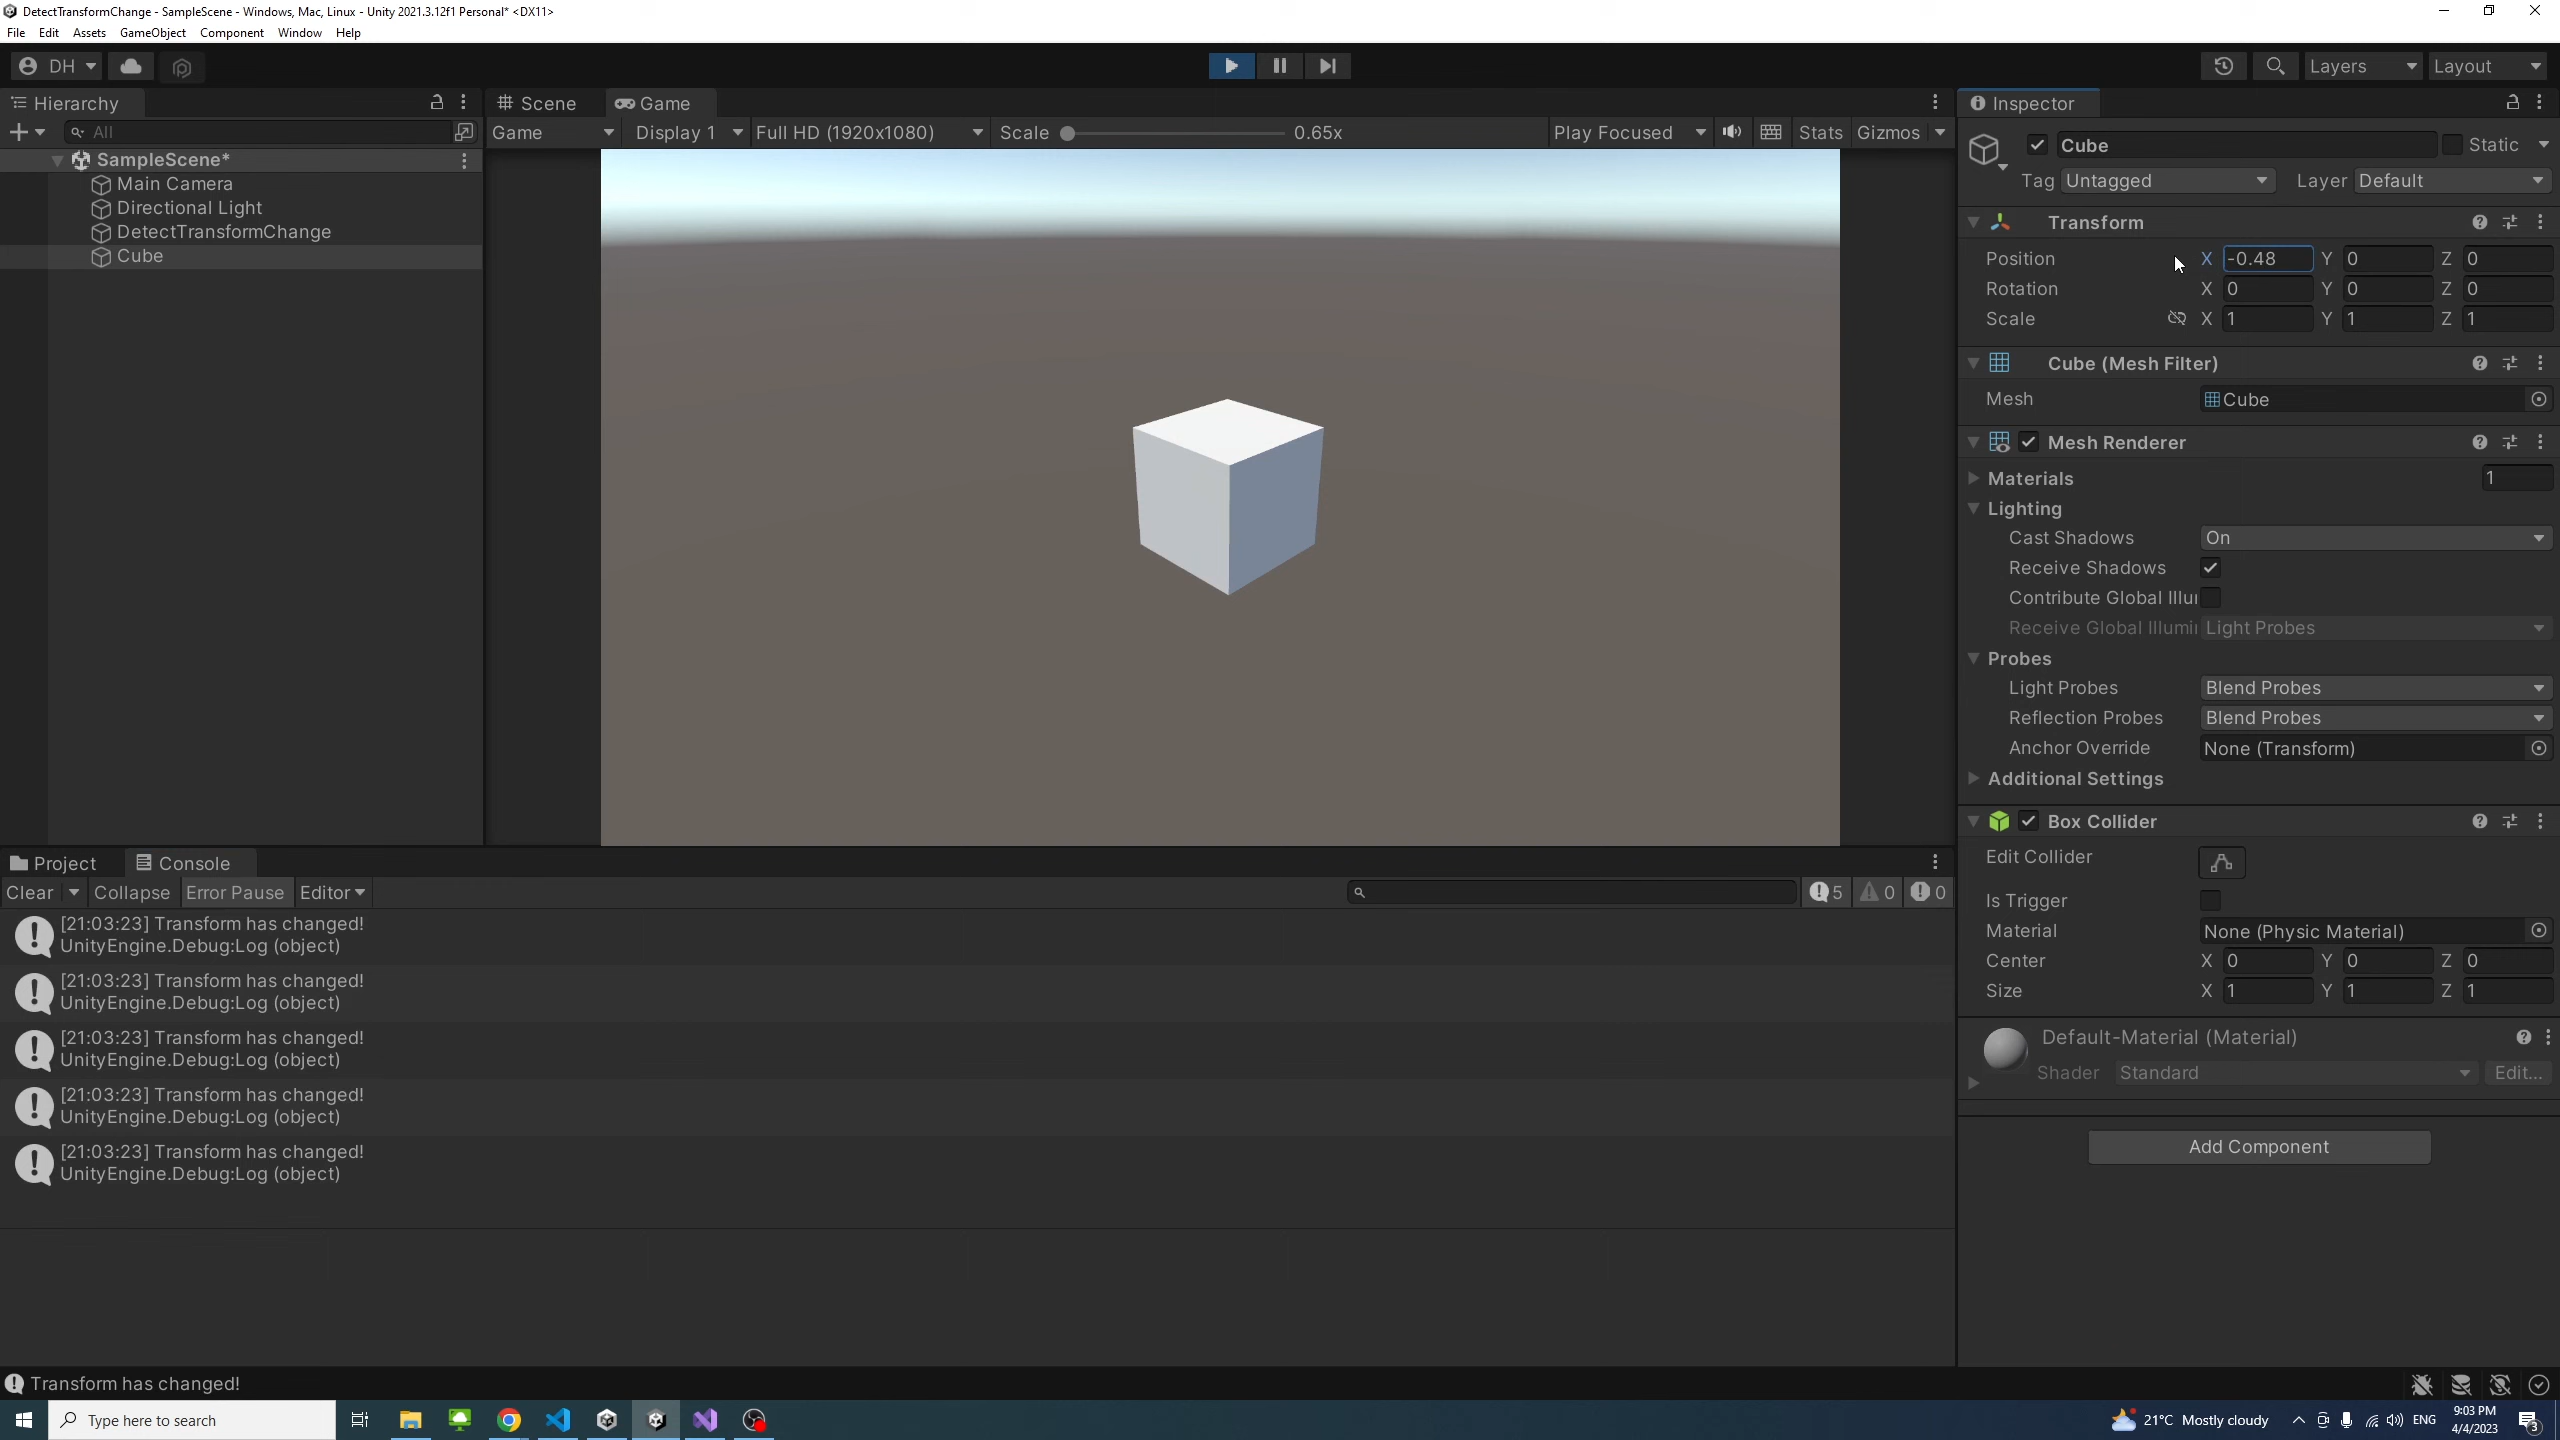 DetectTransformChange - SampleScene - Windows, Mac, Linux - Unity 2021.3.12f1 Personal* <DX11>
File Edit Assets GameObject Component Window Help
DH
Layers Layout
Hierarchy
All
SampleScene*
Main Camera
Directional Light
DetectTransformChange
Cube
Scene Game
Game Display 1 Full HD (1920x1080) Scale 0.65x Play Focused Stats Gizmos
Inspector
Cube Static
Tag Untagged Layer Default
Transform
Position X -0.48 Y 0 Z 0
Rotation X 0 Y 0 Z 0
Scale X 1 Y 1 Z 1
Cube (Mesh Filter)
Mesh Cube
Mesh Renderer
Materials 1
Lighting
Cast Shadows On
Receive Shadows
Contribute Global Illui
Receive Global Illumii Light Probes
Probes
Light Probes Blend Probes
Reflection Probes Blend Probes
Anchor Override None (Transform)
Additional Settings
Box Collider
Edit Collider
Is Trigger
Material None (Physic Material)
Center X 0 Y 0 Z 0
Size X 1 Y 1 Z 1
Default-Material (Material)
Shader Standard Edit...
Add Component
Project Console
Clear Collapse Error Pause Editor 5 0 0
[21:03:23] Transform has changed!
UnityEngine.Debug:Log (object)
[21:03:23] Transform has changed!
UnityEngine.Debug:Log (object)
[21:03:23] Transform has changed!
UnityEngine.Debug:Log (object)
[21:03:23] Transform has changed!
UnityEngine.Debug:Log (object)
[21:03:23] Transform has changed!
UnityEngine.Debug:Log (object)
Transform has changed!
Type here to search
21°C Mostly cloudy ENG
9:03 PM
4/4/2023
3